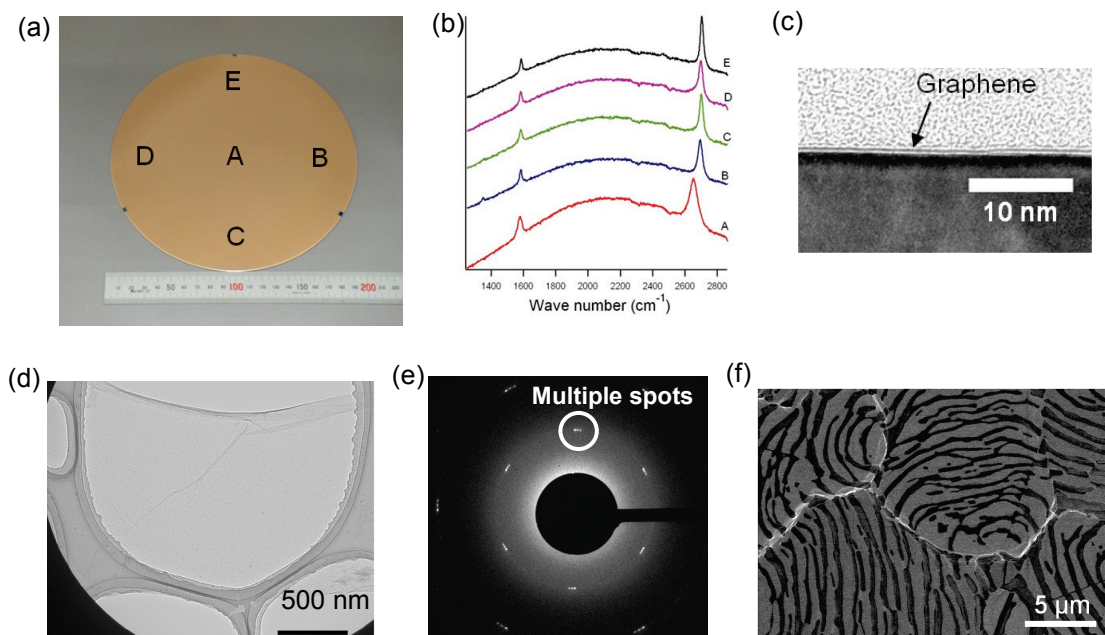 (a)
E
D
A
B
C
50
100
150
200
(b)
E
D
C
B
A
1400 1600 1800 2000 2200 2400 2600 2800
Wave number (cm⁻¹)
(c)
Graphene
10 nm
(d)
500 nm
(e)
Multiple spots
(f)
5 µm